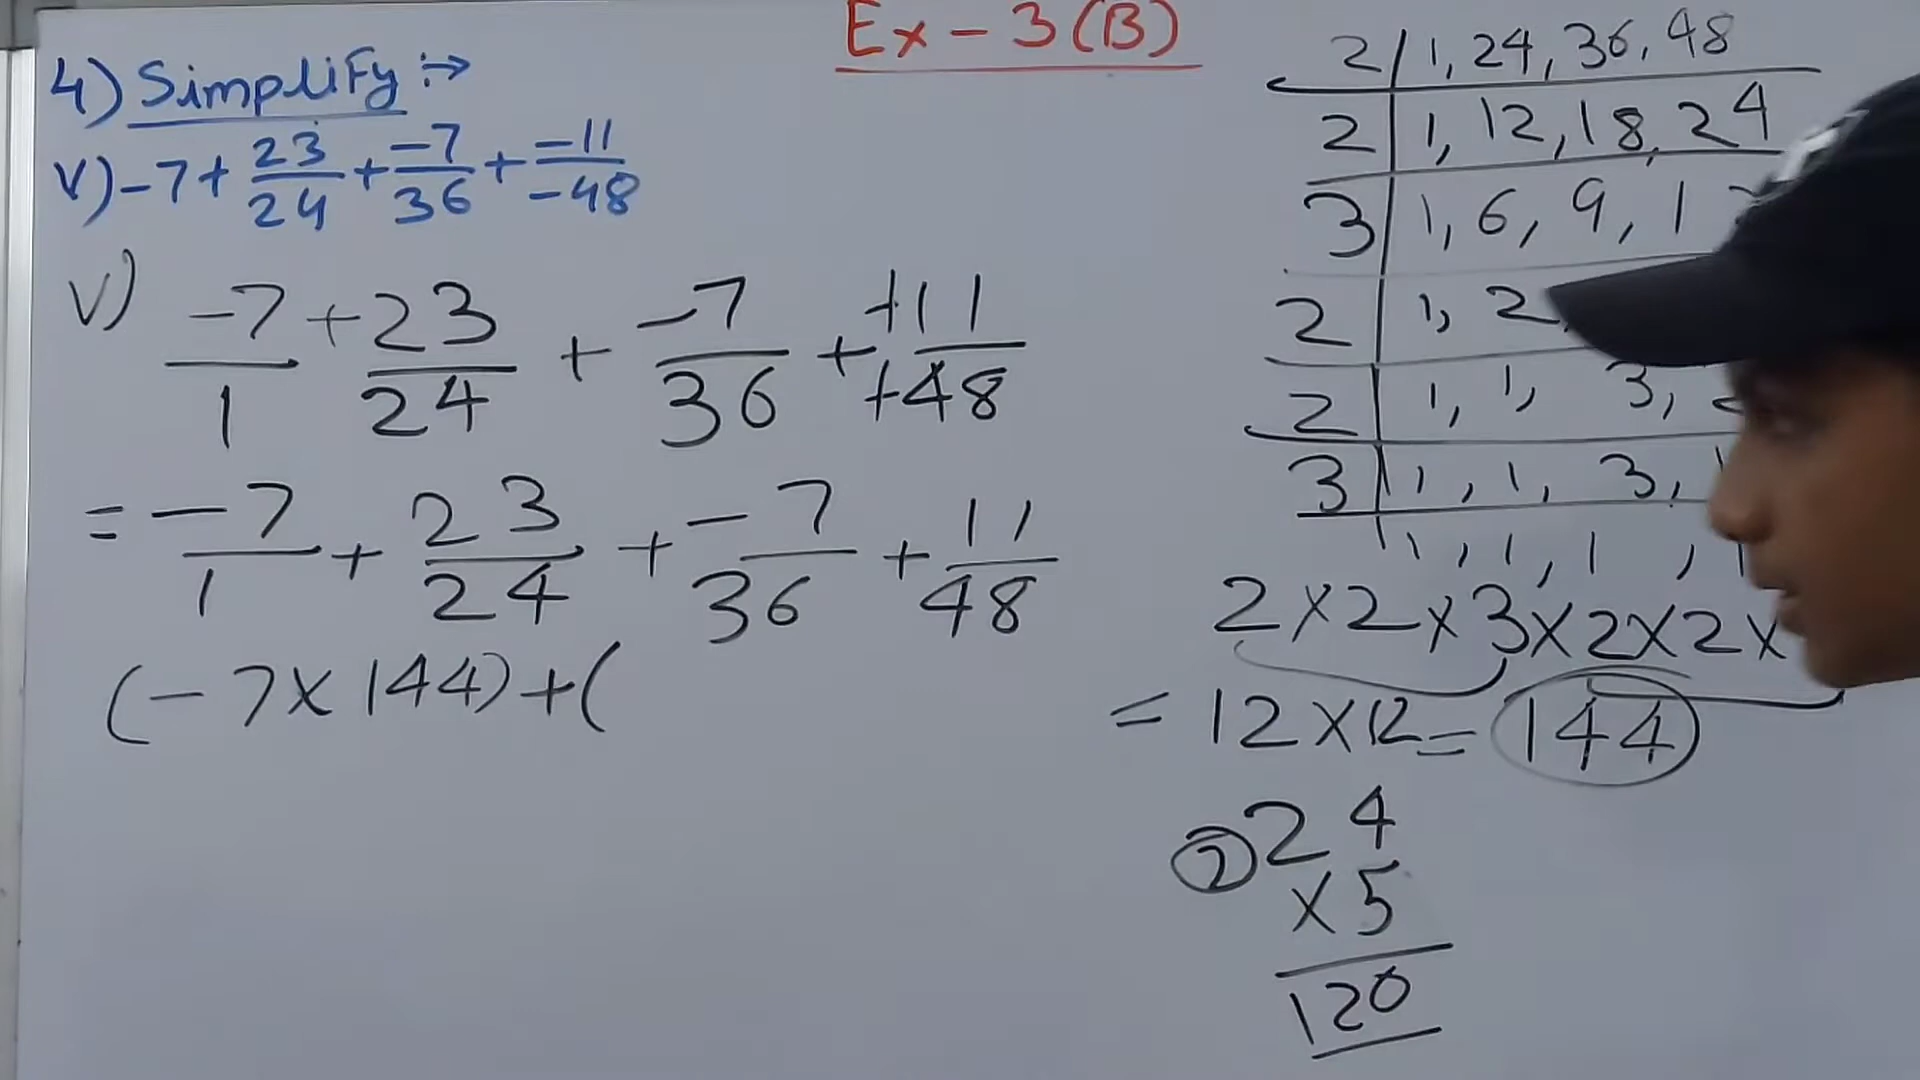 Ex - 3 (B)
4) Simplify :→
V) -7 + 23/24 + -7/36 + -11/-48
V) -7/1 + 23/24 + -7/36 + +11/+48
= -7/1 + 23/24 + -7/36 + 11/48
(-7 x 144) + (
2 | 1, 24, 36, 48
2 | 1, 12, 18, 24
3 | 1, 6, 9, 1
2 | 1, 2,
2 | 1, 1, 3,
3 | 1, 1, 3,
1, 1, 1, 1
2 x 2 x 3 x 2 x 2 x
= 12 x 12 = 144
2 24
x 5
120